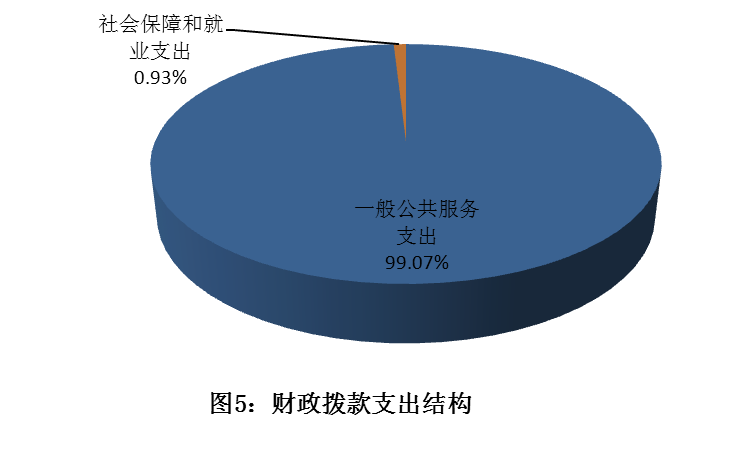 社会保障和就
业支出
0.93%
一般公共服务
支出
99.07%
图5：财政拨款支出结构